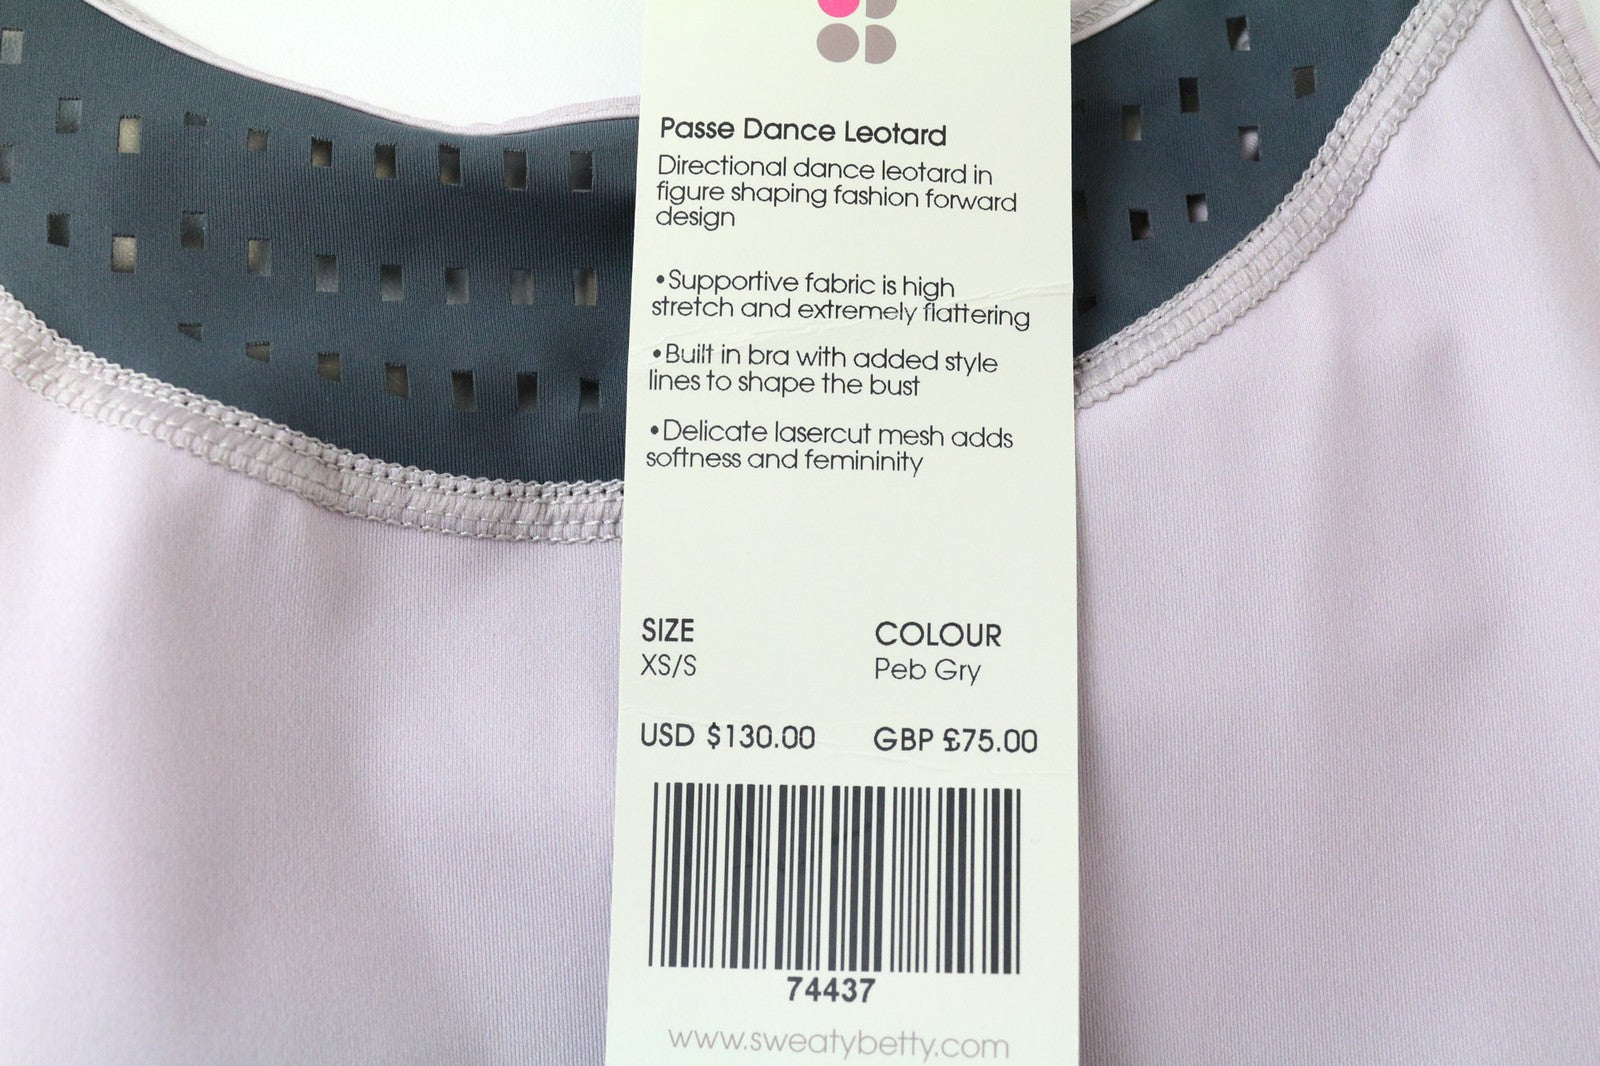 Passe Dance Leotard
Directional dance leotard in
figure shaping fashion forward
design
•Supportive fabric is high
stretch and extremely flattering
•Built in bra with added style
lines to shape the bust
•Delicate lasercut mesh adds
softness and femininity
SIZE COLOUR
XS/S Peb Gry
USD $130.00 GBP £75.00
74437
www.sweatybetty.com